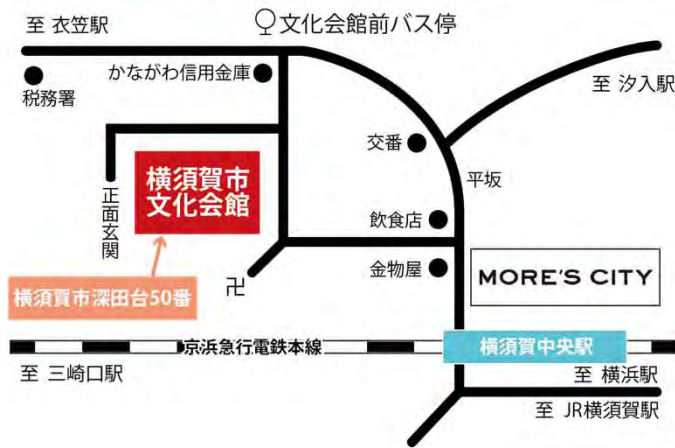 至 衣笠駅
文化会館前バス停
かながわ信用金庫
税務署
至 汐入駅
交番
平坂
横須賀市
文化会館
正面玄関
飲食店
金物屋
MORE'S CITY
横須賀市深田台50番
卍
京浜急行電鉄本線
横須賀中央駅
至 三崎口駅
至 横浜駅
至 JR横須賀駅